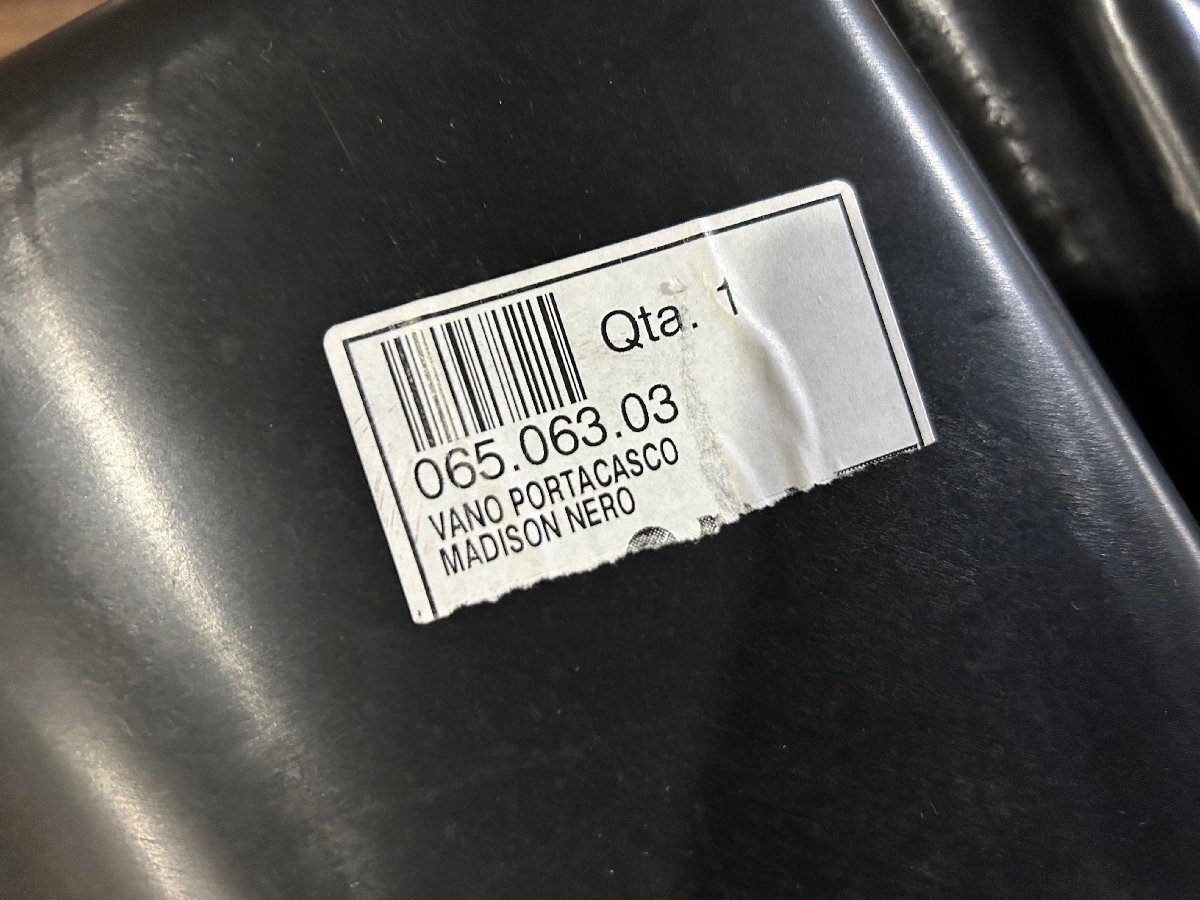 Qta. 1
065.063.03
VANO PORTACASCO
MADISON NERO